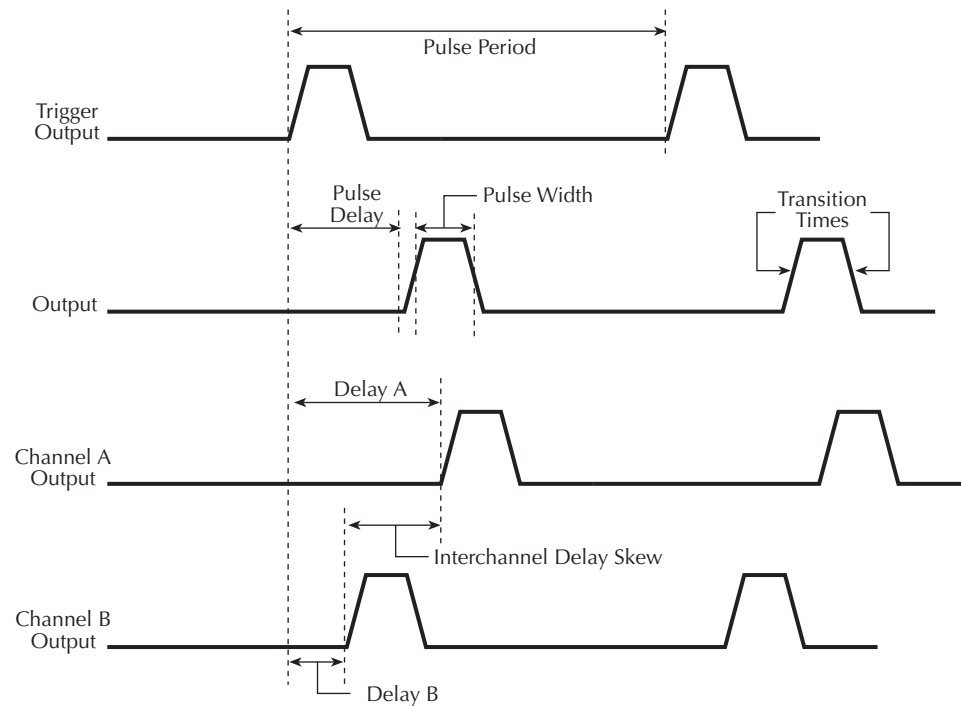 Pulse Period
Trigger
Output
Pulse
Delay
Pulse Width
Transition
Times
Output
Delay A
Channel A
Output
Interchannel Delay Skew
Channel B
Output
Delay B